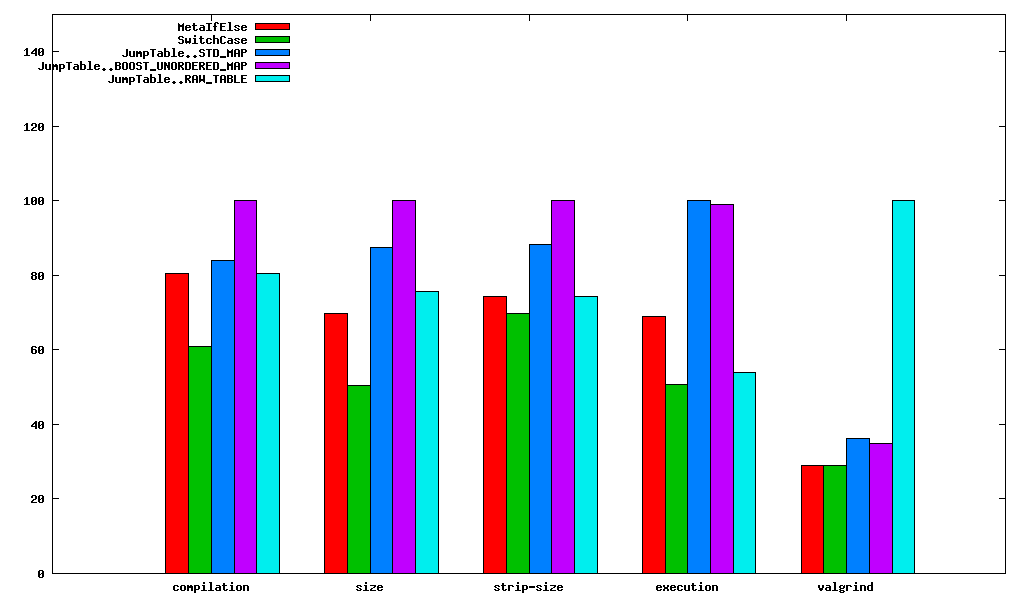 MetaIfElse
SwitchCase
JumpTable..STD_MAP
JumpTable..BOOST_UNORDERED_MAP
JumpTable..RAW_TABLE
140
120
100
80
60
40
20
0
compilation size strip-size execution valgrind